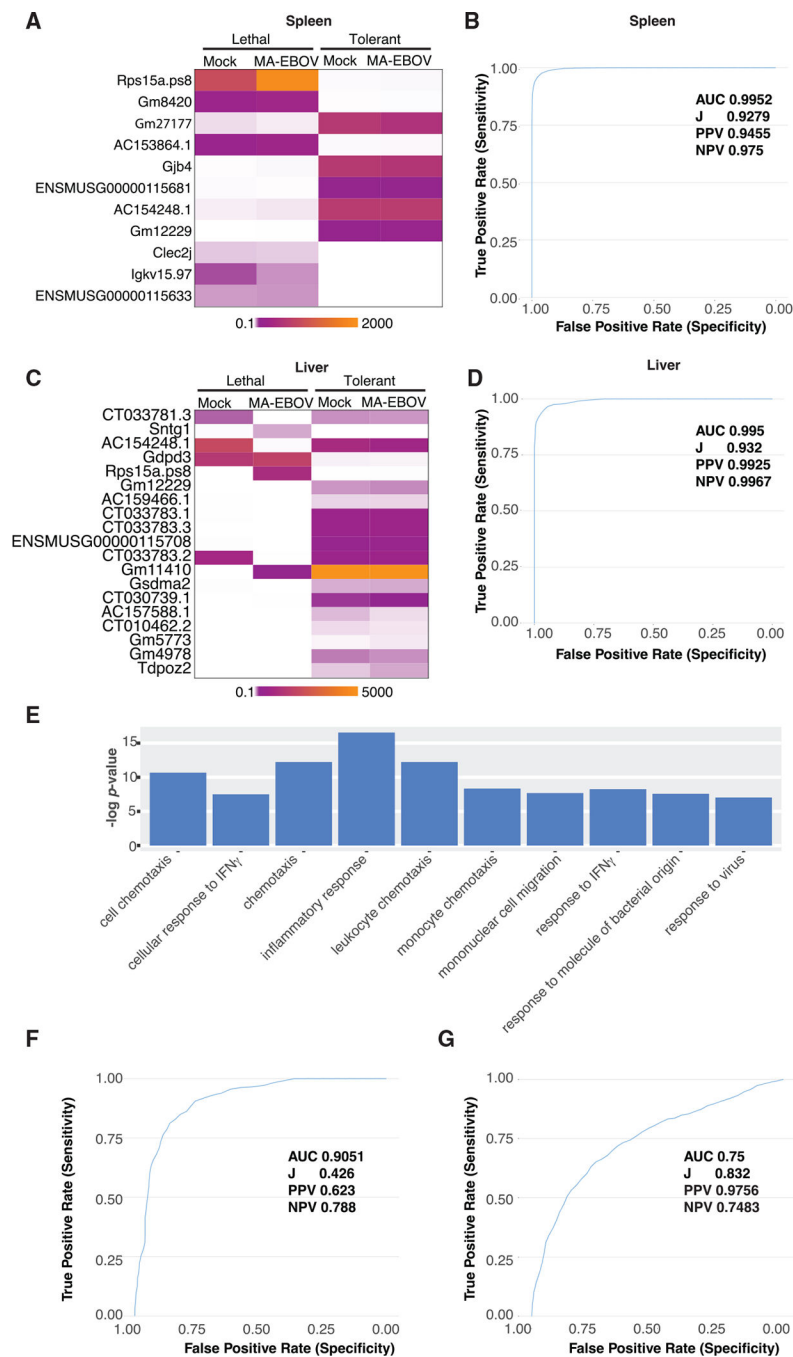 A
Spleen
Lethal Tolerant
Mock MA-EBOV Mock MA-EBOV
Rps15a.ps8
Gm8420
Gm27177
AC153864.1
Gjb4
ENSMUSG00000115681
AC154248.1
Gm12229
Clec2j
Igkv15.97
ENSMUSG00000115633
0.1 2000
B
Spleen
True Positive Rate (Sensitivity)
1.00
0.75
0.50
0.25
0.00
AUC 0.9952
J 0.9279
PPV 0.9455
NPV 0.975
1.00 0.75 0.50 0.25 0.00
False Positive Rate (Specificity)
C
Liver
Lethal Tolerant
Mock MA-EBOV Mock MA-EBOV
CT033781.3
Sntg1
AC154248.1
Gdpd3
Rps15a.ps8
Gm12229
AC159466.1
CT033783.1
CT033783.3
ENSMUSG00000115708
CT033783.2
Gm11410
Gsdma2
CT030739.1
AC157588.1
CT010462.2
Gm5773
Gm4978
Tdpoz2
0.1 5000
D
Liver
True Positive Rate (Sensitivity)
1.00
0.75
0.50
0.25
0.00
AUC 0.995
J 0.932
PPV 0.9925
NPV 0.9967
1.00 0.75 0.50 0.25 0.00
False Positive Rate (Specificity)
E
-log p-value
15
10
5
0
cell chemotaxis
cellular response to IFNγ
chemotaxis
inflammatory response
leukocyte chemotaxis
monocyte chemotaxis
mononuclear cell migration
response to IFNγ
response to molecule of bacterial origin
response to virus
F
True Positive Rate (Sensitivity)
1.00
0.75
0.50
0.25
0.00
AUC 0.9051
J 0.426
PPV 0.623
NPV 0.788
1.00 0.75 0.50 0.25 0.00
False Positive Rate (Specificity)
G
True Positive Rate (Sensitivity)
1.00
0.75
0.50
0.25
0.00
AUC 0.75
J 0.832
PPV 0.9756
NPV 0.7483
1.00 0.75 0.50 0.25 0.00
False Positive Rate (Specificity)